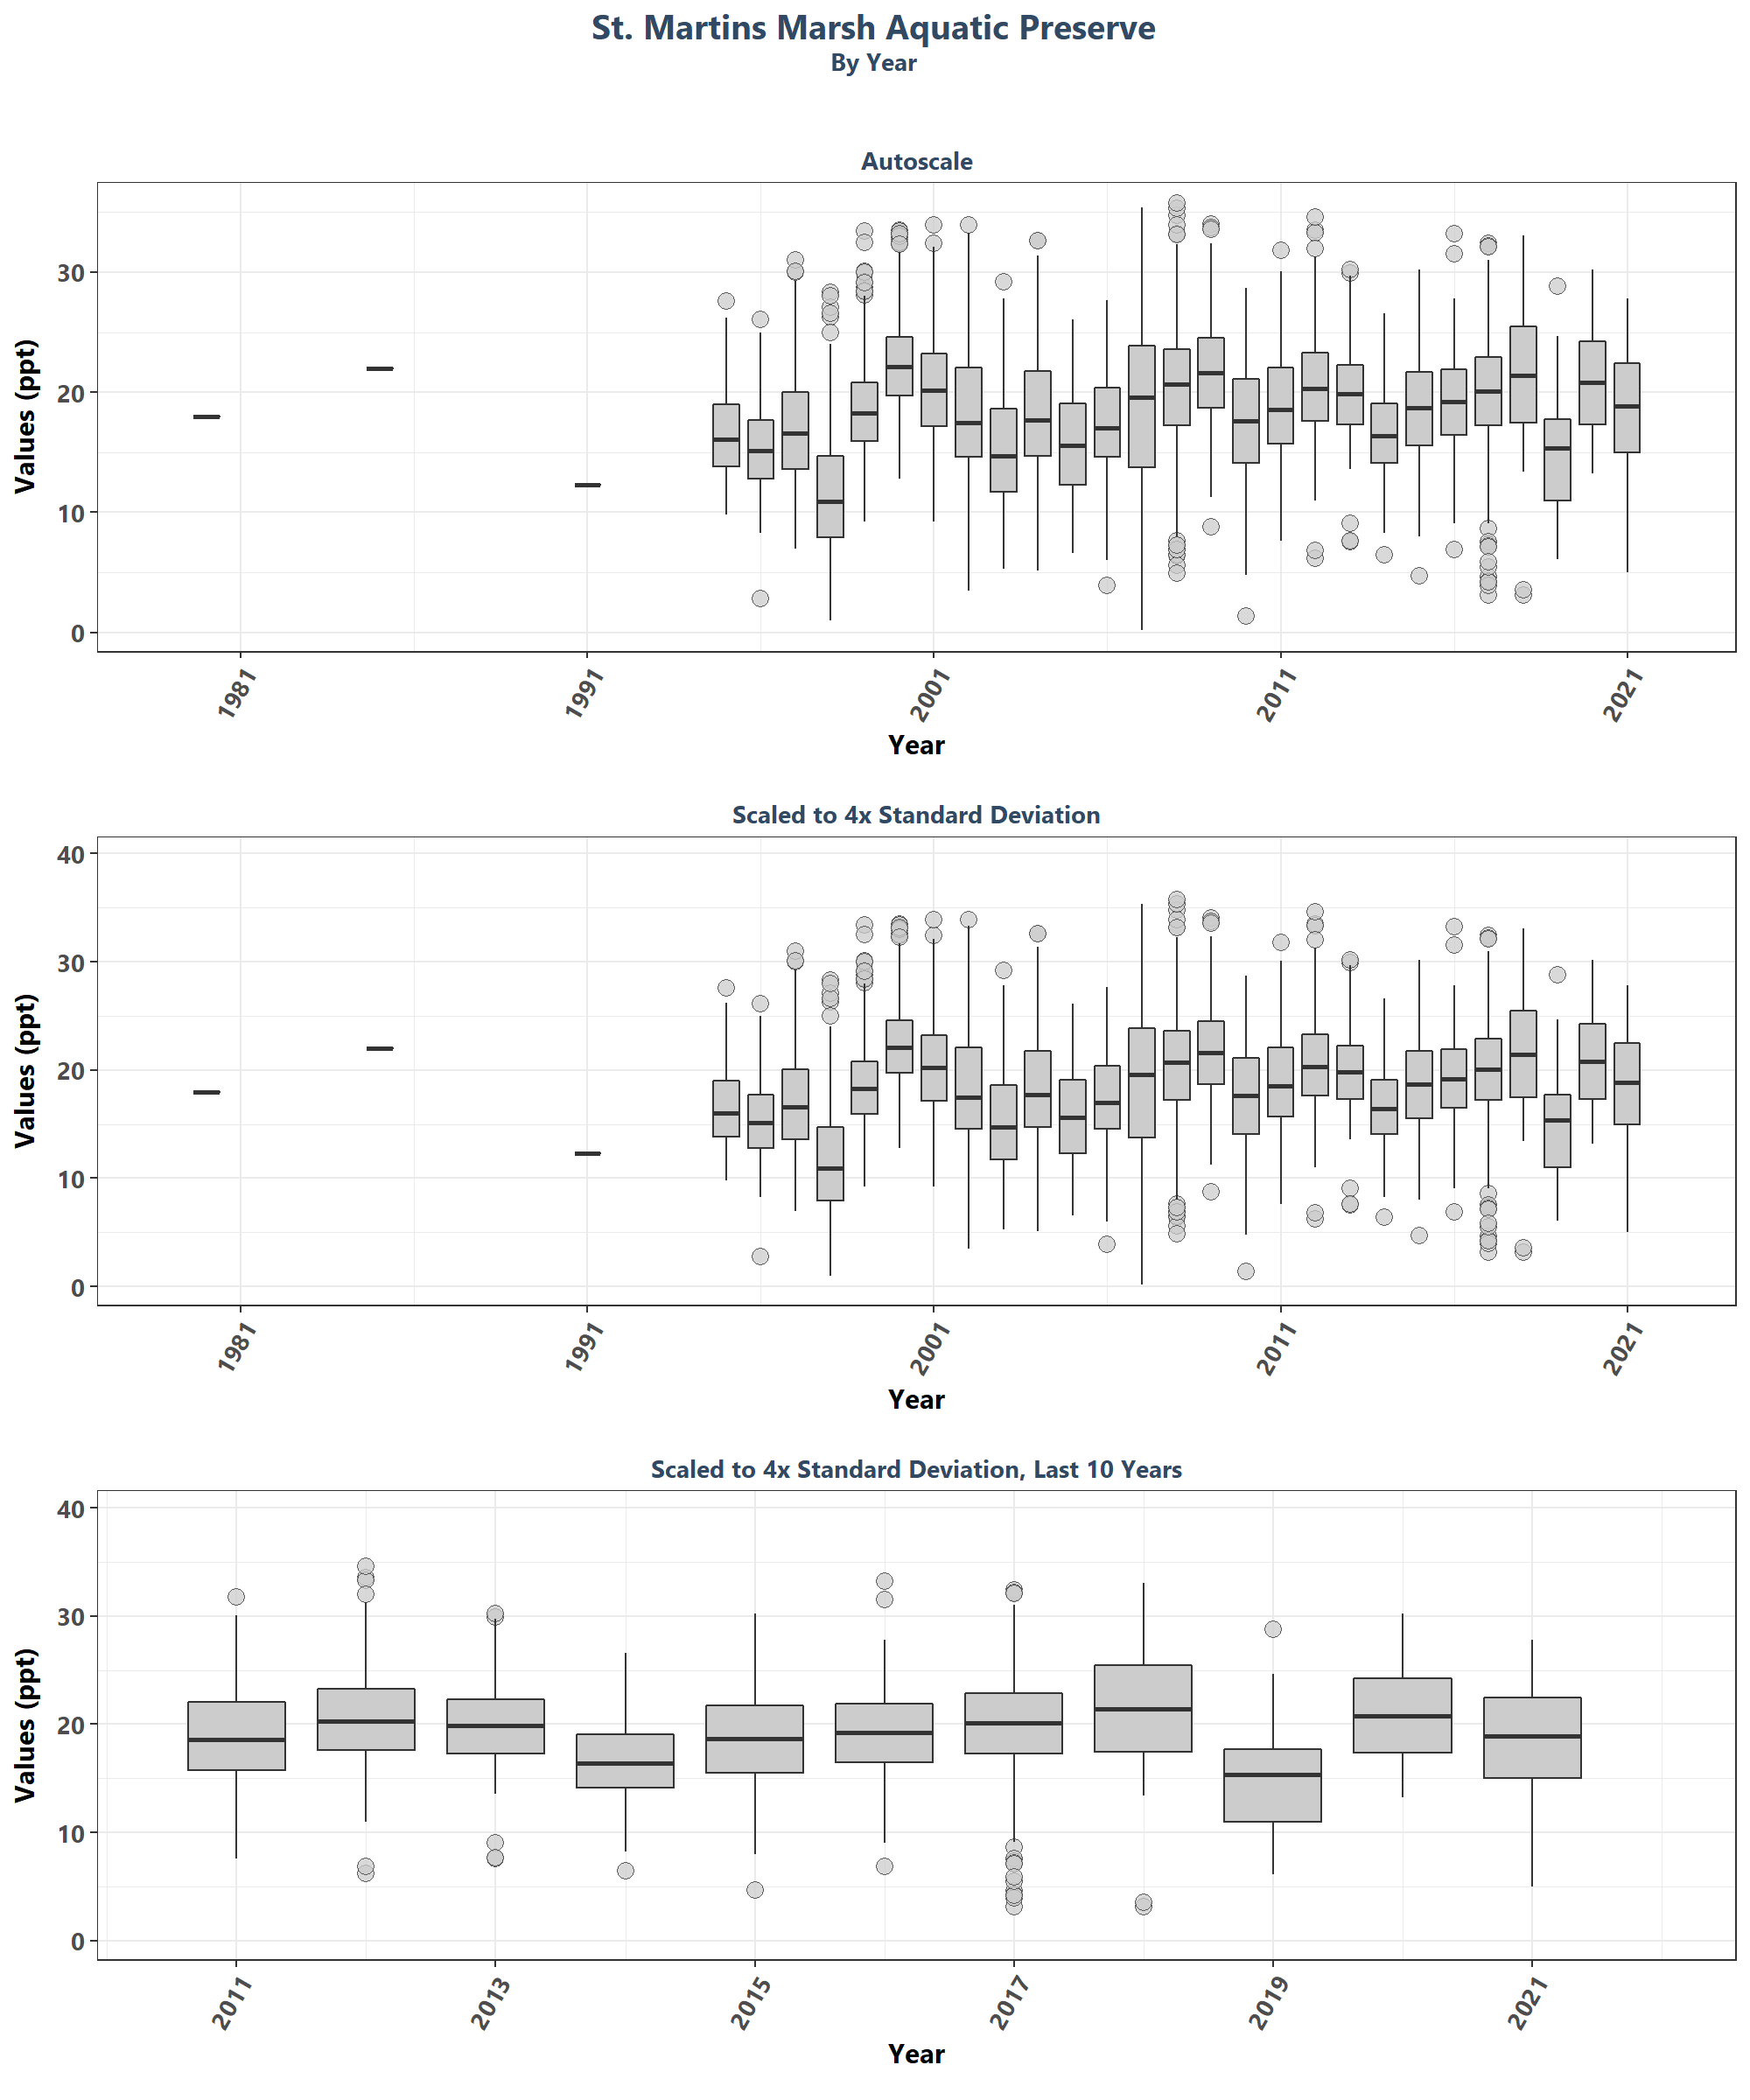 St. Martins Marsh Aquatic Preserve
By Year
Autoscale
Values (ppt)
30
20
10
0
1981 1991 2001 2011 2021
Year
Scaled to 4x Standard Deviation
Values (ppt)
40
30
20
10
0
1981 1991 2001 2011 2021
Year
Scaled to 4x Standard Deviation, Last 10 Years
Values (ppt)
40
30
20
10
0
2011 2013 2015 2017 2019 2021
Year